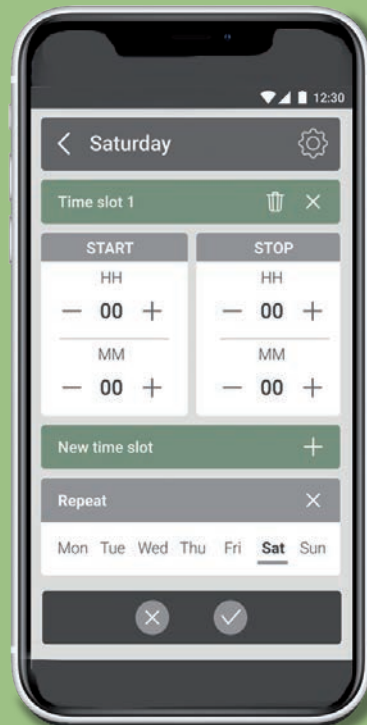 12:30
Saturday
Time slot 1
START STOP
HH HH
00 00
MM MM
00 00
New time slot
Repeat
Mon Tue Wed Thu Fri Sat Sun